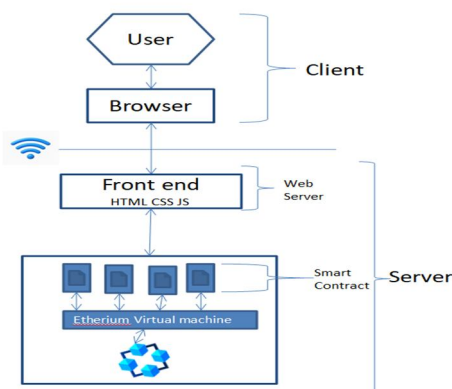 User
Client
Browser
Front end
HTML CSS JS
Web
Server
Smart
Contract
Server
Etherium Virtual machine